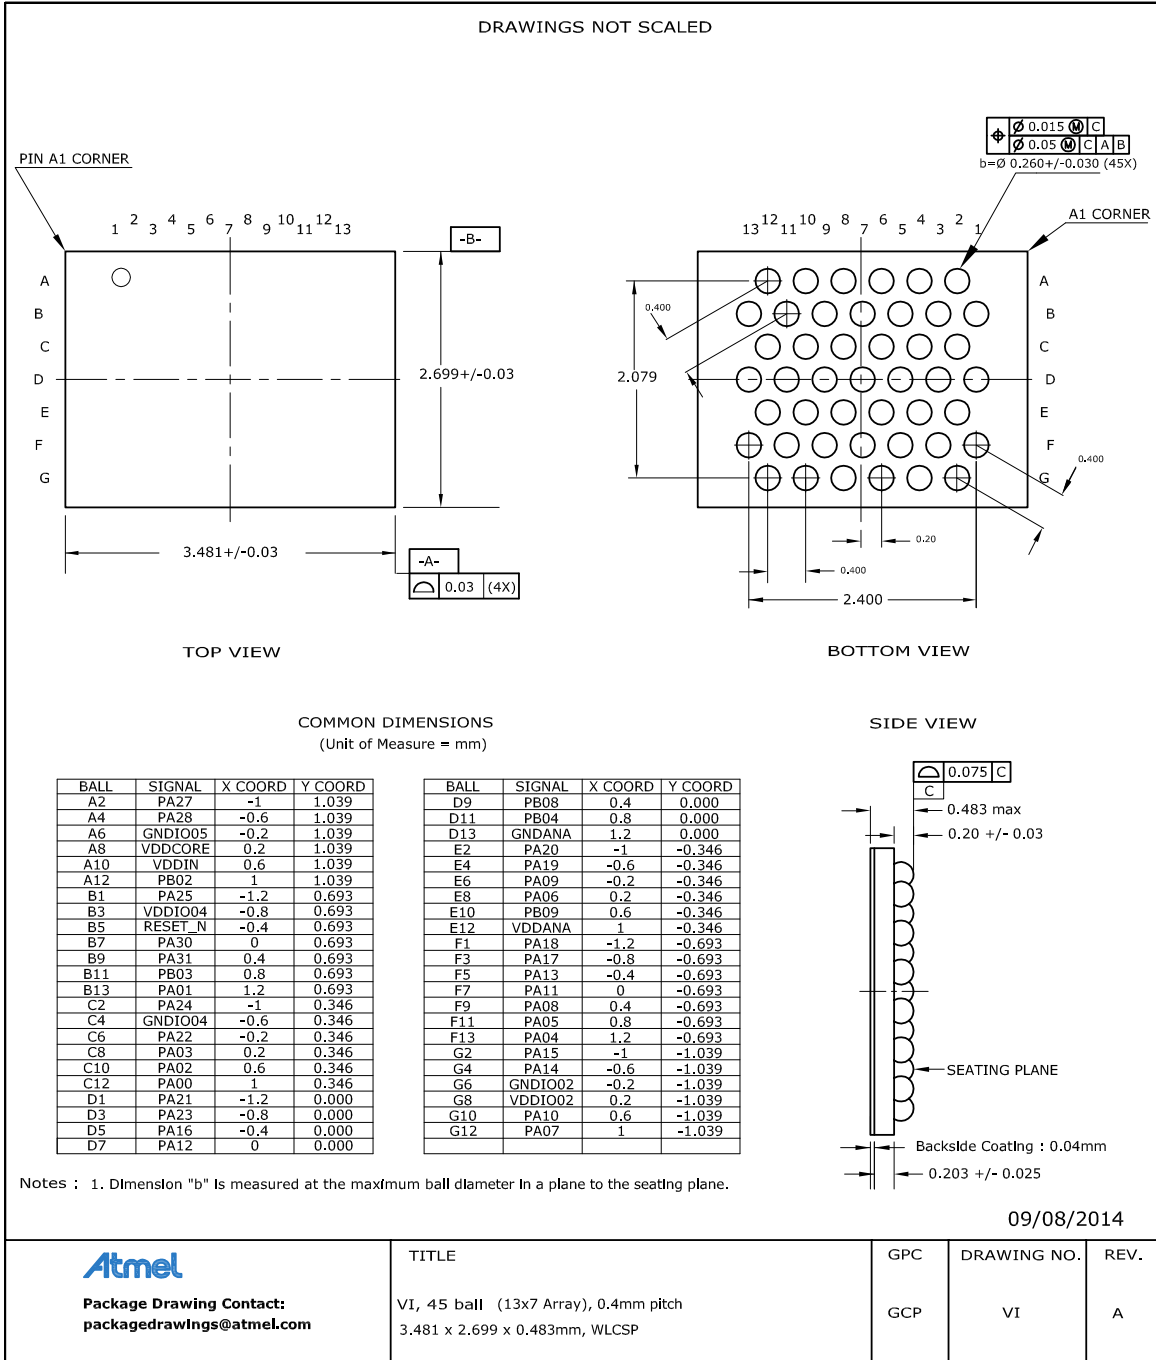 DRAWINGS NOT SCALED
PIN A1 CORNER
1 2 3 4 5 6 7 8 9 10 11 12 13
A
B
C
D
E
F
G
-B-
2.699+/-0.03
3.481+/-0.03
-A-
0.03 (4X)
TOP VIEW
Ø 0.015 Ⓜ C
Ø 0.05 Ⓜ C A B
b=Ø 0.260+/-0.030 (45X)
A1 CORNER
13 12 11 10 9 8 7 6 5 4 3 2 1
A
B
C
D
E
F
G
0.400
2.079
0.400
0.20
0.400
2.400
BOTTOM VIEW
COMMON DIMENSIONS
(Unit of Measure = mm)
BALL SIGNAL X COORD Y COORD
A2 PA27 -1 1.039
A4 PA28 -0.6 1.039
A6 GNDIO05 -0.2 1.039
A8 VDDCORE 0.2 1.039
A10 VDDIN 0.6 1.039
A12 PB02 1 1.039
B1 PA25 -1.2 0.693
B3 VDDIO04 -0.8 0.693
B5 RESET_N -0.4 0.693
B7 PA30 0 0.693
B9 PA31 0.4 0.693
B11 PB03 0.8 0.693
B13 PA01 1.2 0.693
C2 PA24 -1 0.346
C4 GNDIO04 -0.6 0.346
C6 PA22 -0.2 0.346
C8 PA03 0.2 0.346
C10 PA02 0.6 0.346
C12 PA00 1 0.346
D1 PA21 -1.2 0.000
D3 PA23 -0.8 0.000
D5 PA16 -0.4 0.000
D7 PA12 0 0.000
BALL SIGNAL X COORD Y COORD
D9 PB08 0.4 0.000
D11 PB04 0.8 0.000
D13 GNDANA 1.2 0.000
E2 PA20 -1 -0.346
E4 PA19 -0.6 -0.346
E6 PA09 -0.2 -0.346
E8 PA06 0.2 -0.346
E10 PB09 0.6 -0.346
E12 VDDANA 1 -0.346
F1 PA18 -1.2 -0.693
F3 PA17 -0.8 -0.693
F5 PA13 -0.4 -0.693
F7 PA11 0 -0.693
F9 PA08 0.4 -0.693
F11 PA05 0.8 -0.693
F13 PA04 1.2 -0.693
G2 PA15 -1 -1.039
G4 PA14 -0.6 -1.039
G6 GNDIO02 -0.2 -1.039
G8 VDDIO02 0.2 -1.039
G10 PA10 0.6 -1.039
G12 PA07 1 -1.039
SIDE VIEW
0.075 C
C
0.483 max
0.20 +/- 0.03
SEATING PLANE
Backside Coating : 0.04mm
0.203 +/- 0.025
Notes : 1. Dimension "b" is measured at the maximum ball diameter in a plane to the seating plane.
09/08/2014
Atmel
Package Drawing Contact:
packagedrawings@atmel.com
TITLE
VI, 45 ball (13x7 Array), 0.4mm pitch
3.481 x 2.699 x 0.483mm, WLCSP
GPC
GCP
DRAWING NO.
VI
REV.
A